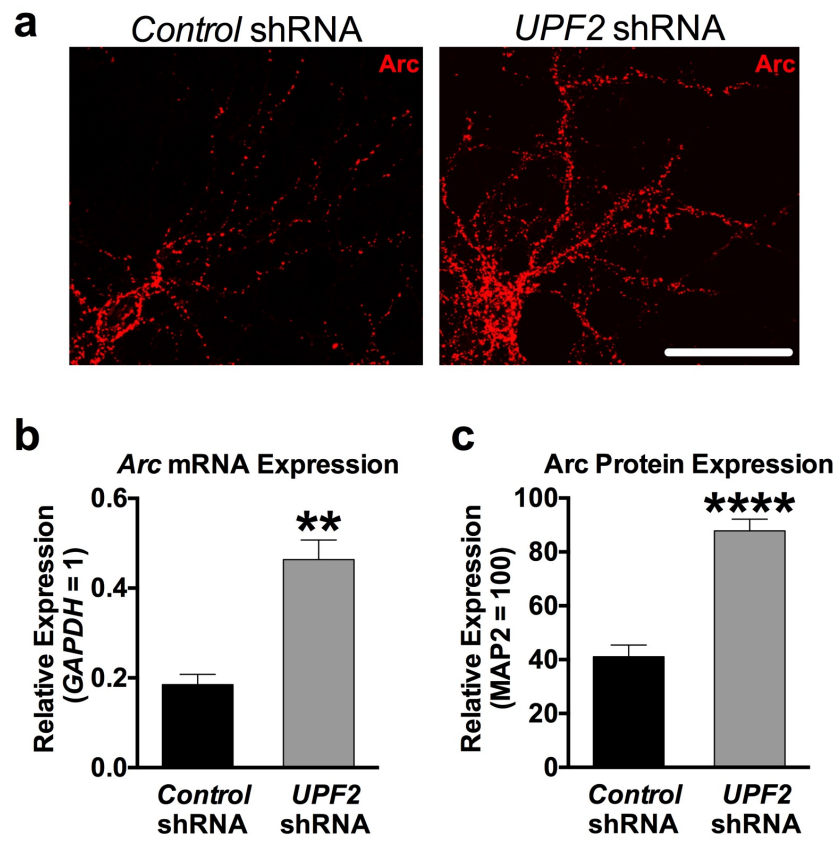 a
Control shRNA
UPF2 shRNA
Arc
Arc
b
Arc mRNA Expression
Relative Expression
(GAPDH = 1)
0.6
0.4
0.2
0.0
**
Control
shRNA
UPF2
shRNA
c
Arc Protein Expression
Relative Expression
(MAP2 = 100)
100
80
60
40
20
0
****
Control
shRNA
UPF2
shRNA